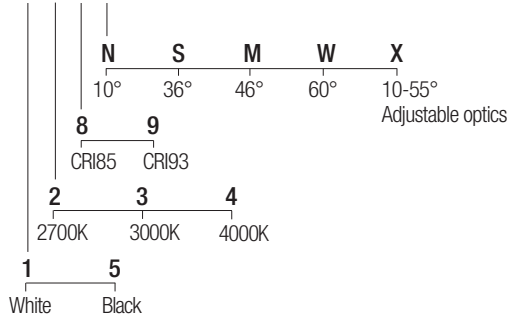 N S M W X
10° 36° 46° 60° 10-55°
Adjustable optics
8 9
CRI85 CRI93
2 3 4
2700K 3000K 4000K
1 5
White Black